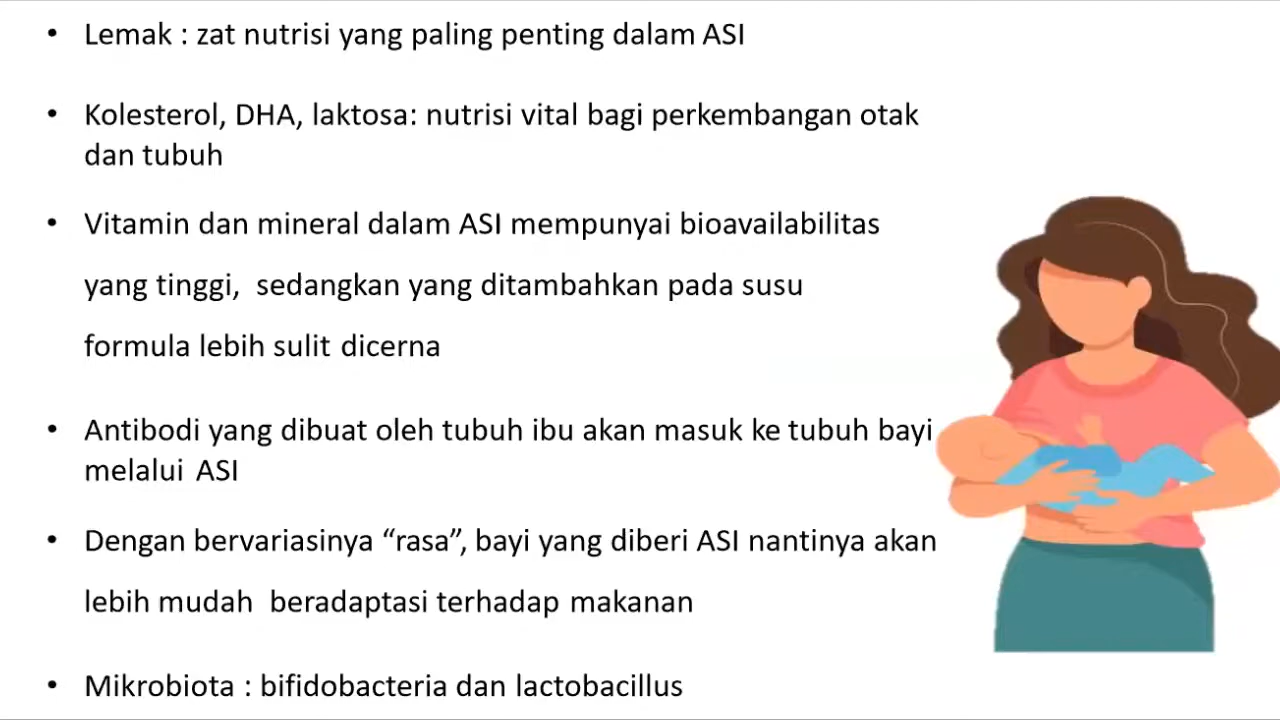 • Lemak : zat nutrisi yang paling penting dalam ASI
• Kolesterol, DHA, laktosa: nutrisi vital bagi perkembangan otak
dan tubuh
• Vitamin dan mineral dalam ASI mempunyai bioavailabilitas
yang tinggi, sedangkan yang ditambahkan pada susu
formula lebih sulit dicerna
• Antibodi yang dibuat oleh tubuh ibu akan masuk ke tubuh bayi
melalui ASI
• Dengan bervariasinya “rasa”, bayi yang diberi ASI nantinya akan
lebih mudah beradaptasi terhadap makanan
• Mikrobiota : bifidobacteria dan lactobacillus